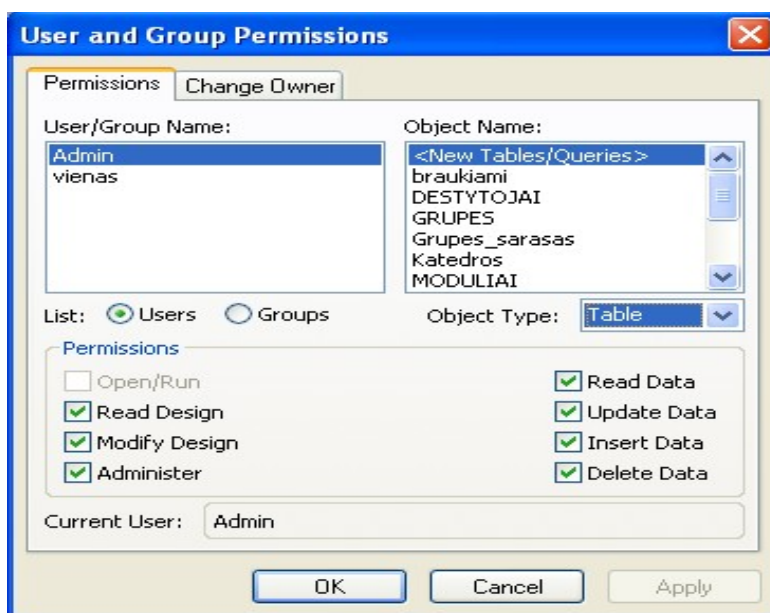 User and Group Permissions
Permissions
Change Owner
User/Group Name:
Object Name:
Admin
vienas
<New Tables/Queries>
braukiami
DESTYTOJAI
GRUPES
Grupes_sarasas
Katedros
MODULIAI
List: Users Groups
Object Type: Table
Permissions
Open/Run
Read Data
Read Design
Update Data
Modify Design
Insert Data
Administer
Delete Data
Current User: Admin
OK
Cancel
Apply